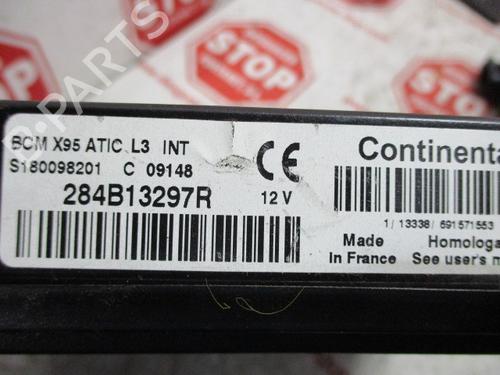 STOP
B-PARTS
STOP
BCM X95 ATIC L3 INT
S180098201 C 09148
284B13297R
CE
12 V
Continenta
1/ 13338/ 691571553
Made
in France
Homologa
See user's m